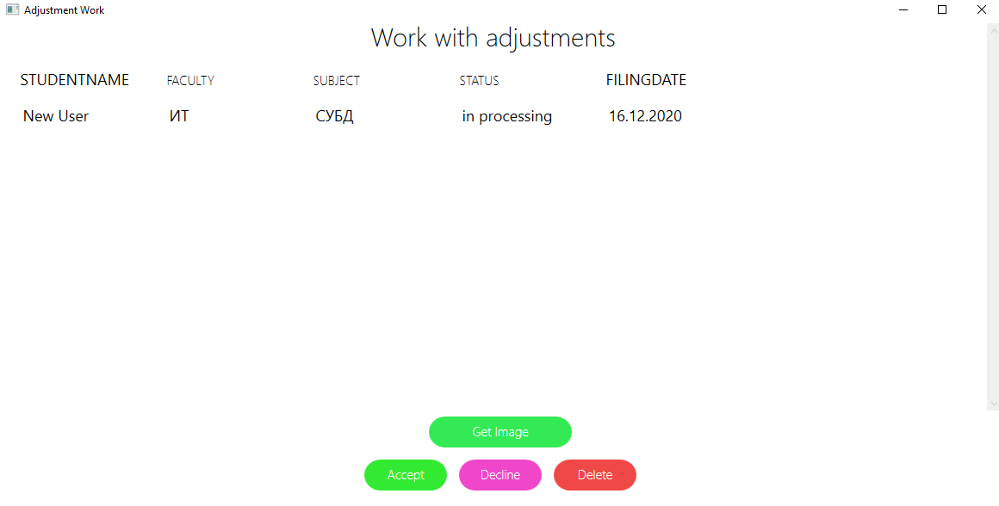 Adjustment Work
Work with adjustments
STUDENTNAME FACULTY SUBJECT STATUS FILINGDATE
New User ИТ СУБД in processing 16.12.2020
Get Image
Accept Decline Delete